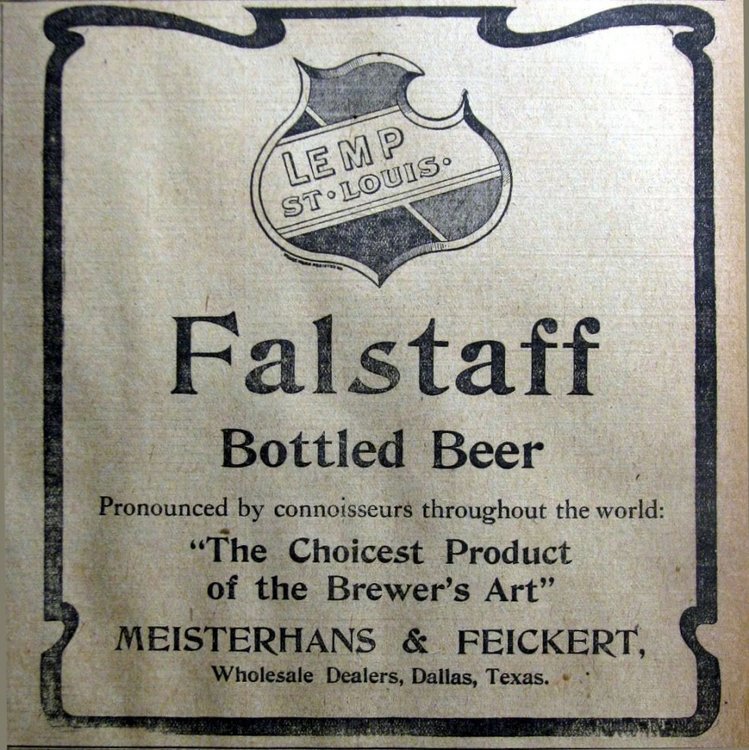 LEMP
ST·LOUIS·
Falstaff
Bottled Beer
Pronounced by connoisseurs throughout the world:
“The Choicest Product
of the Brewer's Art”
MEISTERHANS & FEICKERT,
Wholesale Dealers, Dallas, Texas.